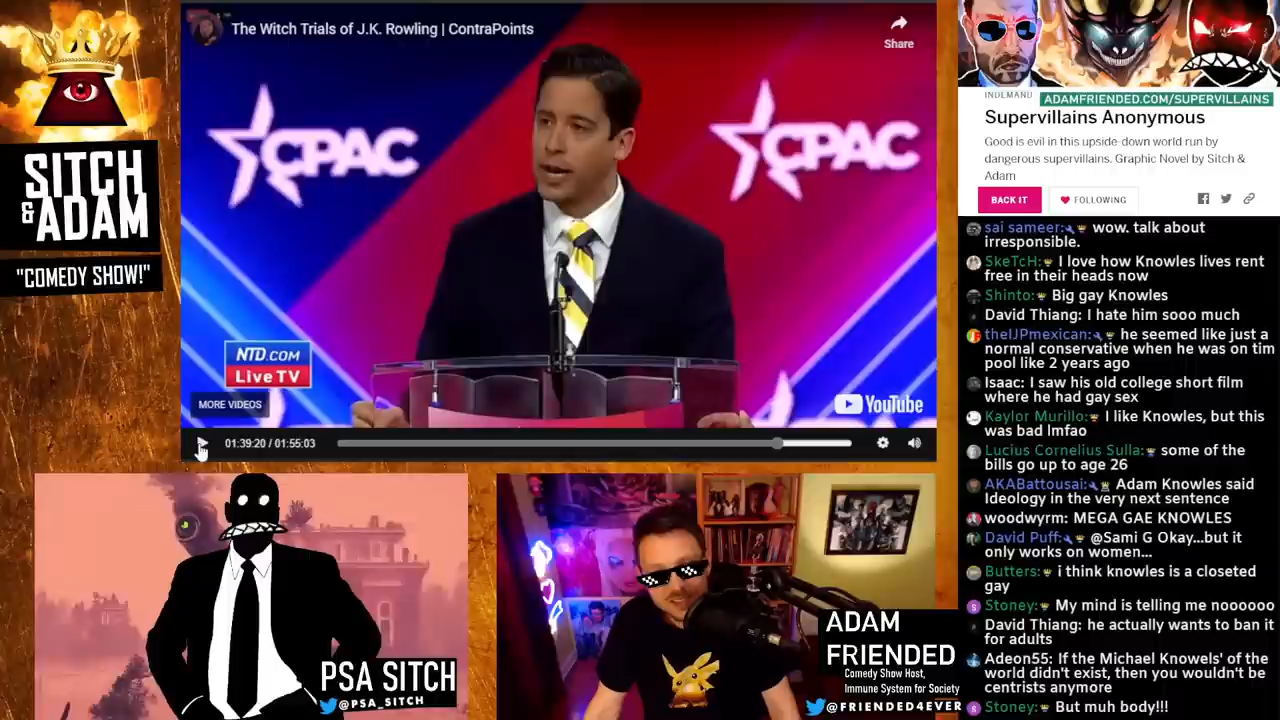 The Witch Trials of J.K. Rowling | ContraPoints
Share
CPAC
CPAC
NTD.COM
Live TV
MORE VIDEOS
YouTube
01:39:20 / 01:55:03
SITCH
& ADAM
"COMEDY SHOW!"
INDEMAND
ADAMFRIENDED.COM/SUPERVILLAINS
Supervillains Anonymous
Good is evil in this upside-down world run by
dangerous supervillains. Graphic Novel by Sitch &
Adam
BACK IT
FOLLOWING
sai sameer: wow. talk about
irresponsible.
SkeTcH: I love how Knowles lives rent
free in their heads now
Shinto: Big gay Knowles
David Thiang: I hate him sooo much
theIJPmexican: he seemed like just a
normal conservative when he was on tim
pool like 2 years ago
Isaac: I saw his old college short film
where he had gay sex
Kaylor Murillo: I like Knowles, but this
was bad lmfao
Lucius Cornelius Sulla: some of the
bills go up to age 26
AKABattousai: Adam Knowles said
Ideology in the very next sentence
woodwyrm: MEGA GAE KNOWLES
David Puff: @Sami G Okay...but it
only works on women...
Butters: i think knowles is a closeted
gay
Stoney: My mind is telling me nooooo
David Thiang: he actually wants to ban it
for adults
Adeon55: If the Michael Knowels' of the
world didn't exist, then you wouldn't be
centrists anymore
Stoney: But muh body!!!
PSA SITCH
@PSA_SITCH
ADAM
FRIENDED
Comedy Show Host,
Immune System for Society
@FRIENDED4EVER